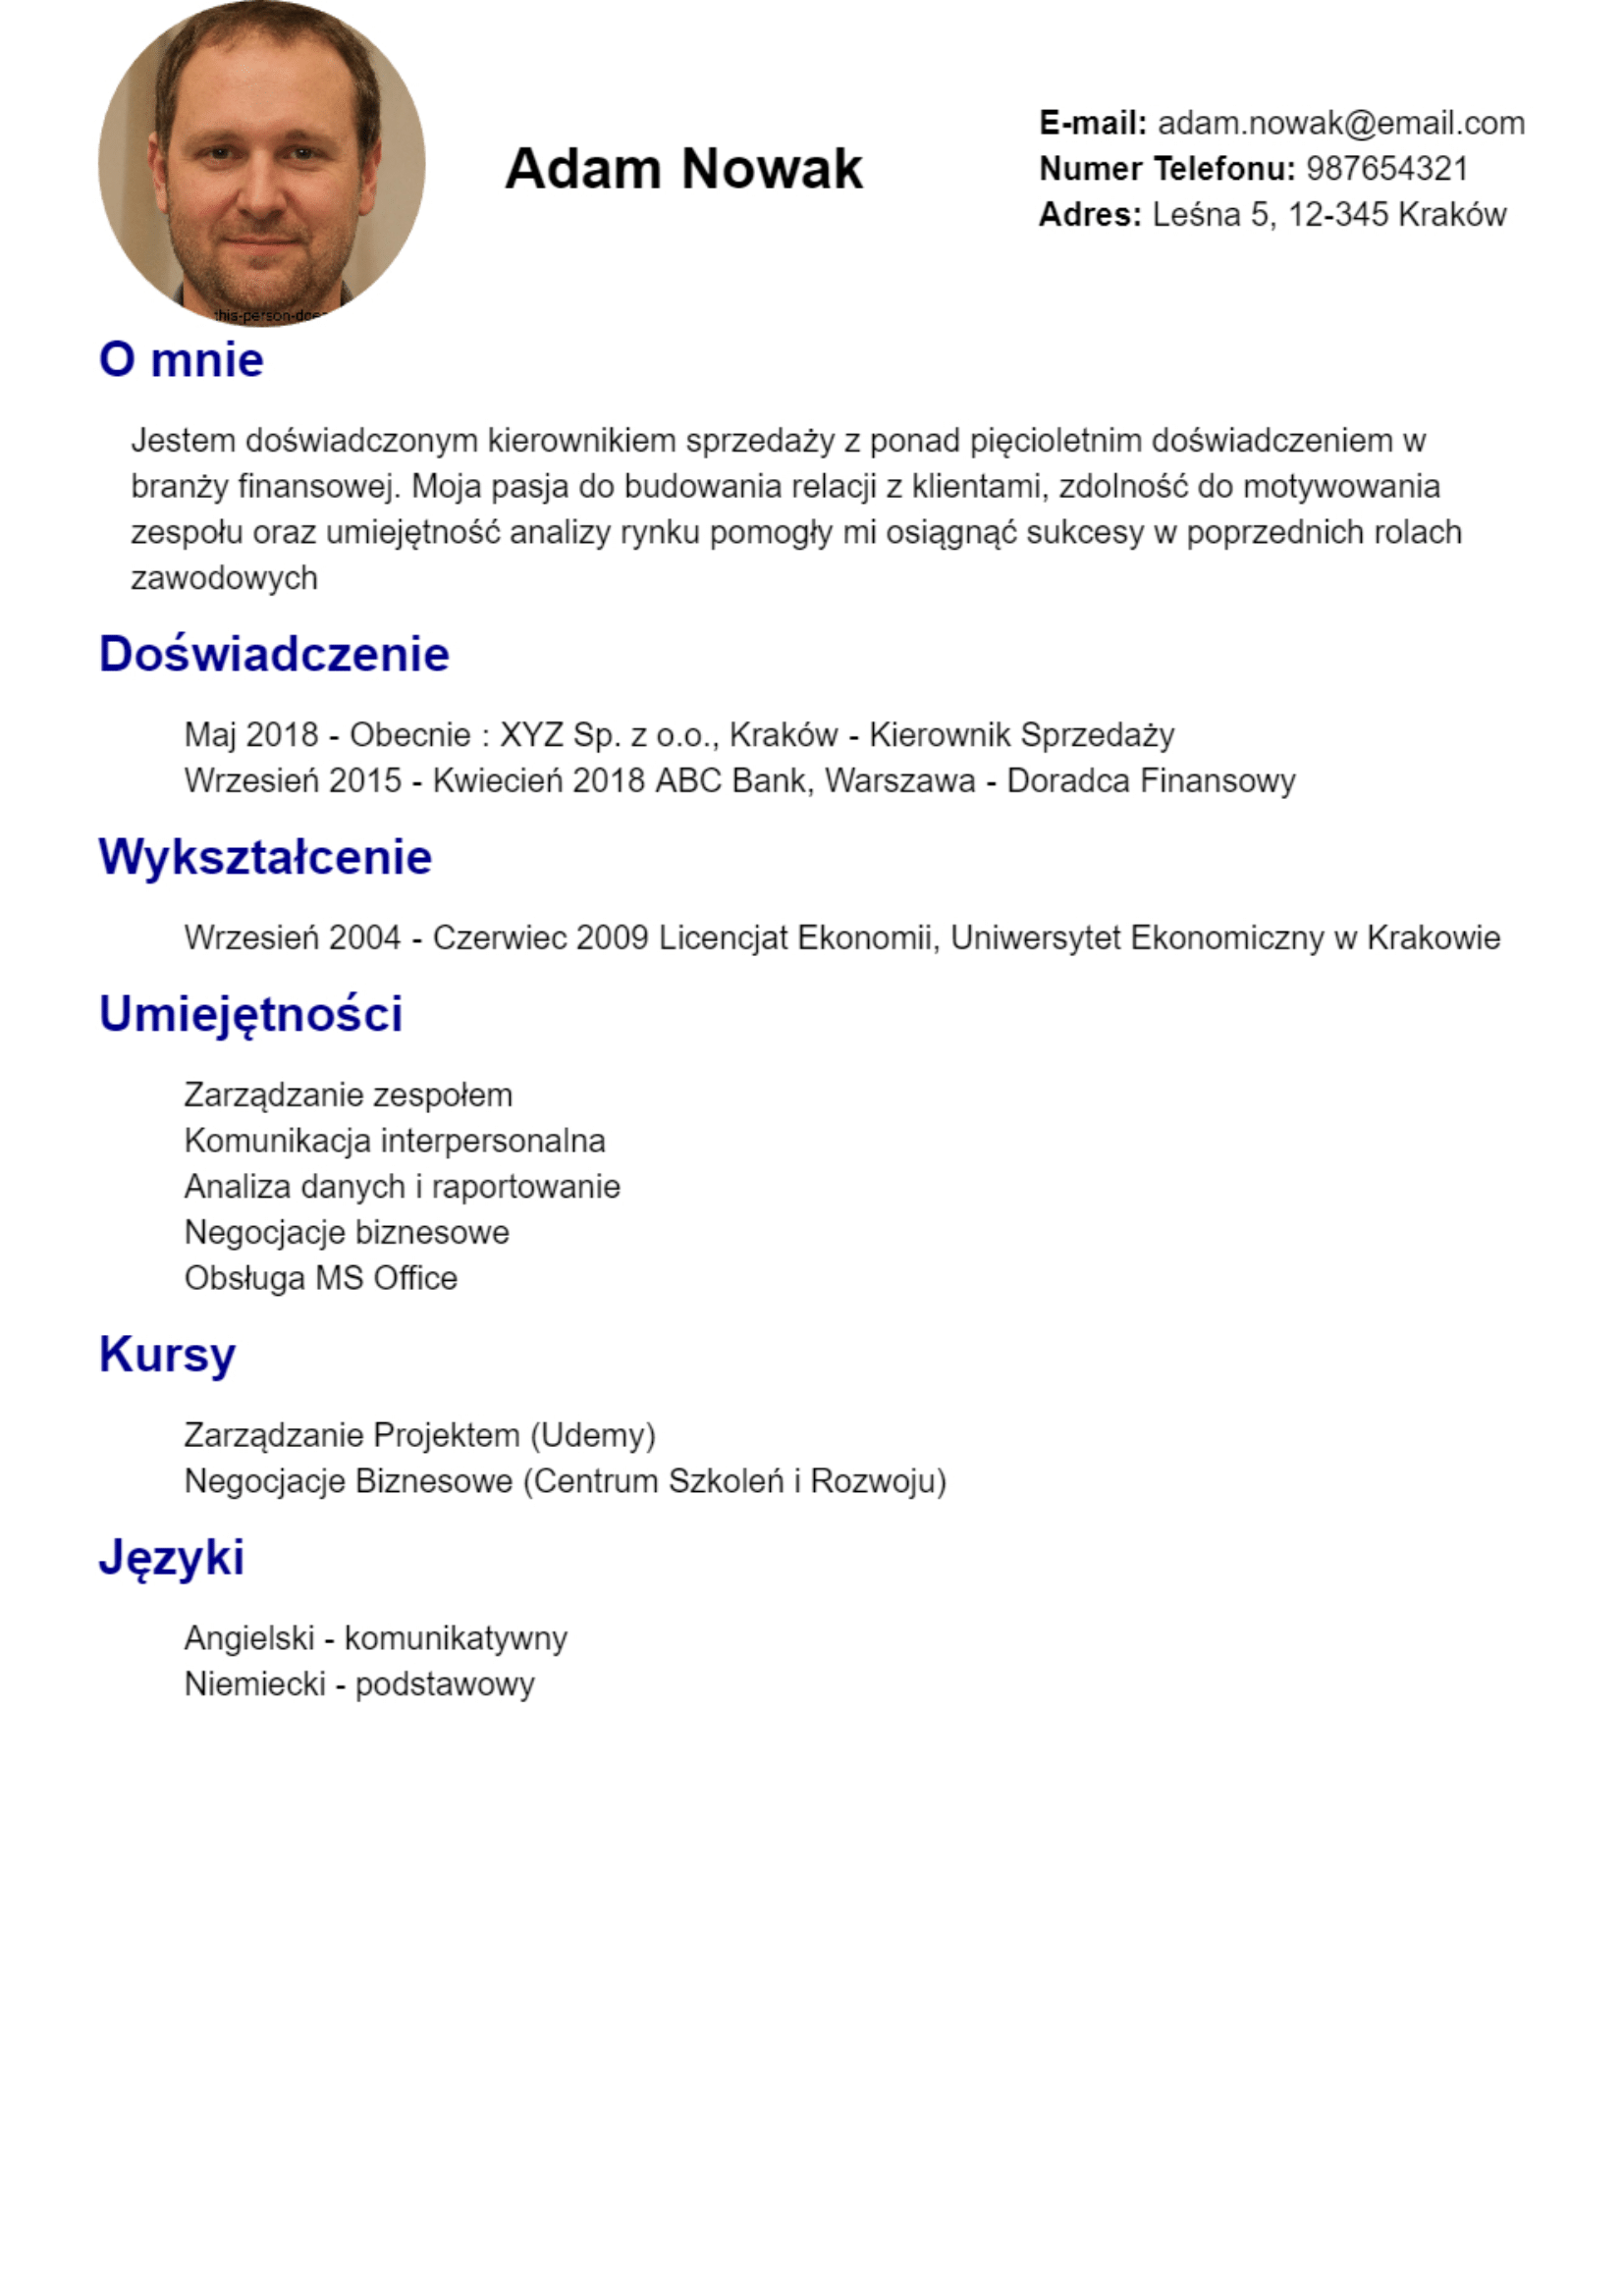 this-person-doe
Adam Nowak
E-mail: adam.nowak@email.com
Numer Telefonu: 987654321
Adres: Leśna 5, 12-345 Kraków
O mnie
Jestem doświadczonym kierownikiem sprzedaży z ponad pięcioletnim doświadczeniem w
branży finansowej. Moja pasja do budowania relacji z klientami, zdolność do motywowania
zespołu oraz umiejętność analizy rynku pomogły mi osiągnąć sukcesy w poprzednich rolach
zawodowych
Doświadczenie
Maj 2018 - Obecnie : XYZ Sp. z o.o., Kraków - Kierownik Sprzedaży
Wrzesień 2015 - Kwiecień 2018 ABC Bank, Warszawa - Doradca Finansowy
Wykształcenie
Wrzesień 2004 - Czerwiec 2009 Licencjat Ekonomii, Uniwersytet Ekonomiczny w Krakowie
Umiejętności
Zarządzanie zespołem
Komunikacja interpersonalna
Analiza danych i raportowanie
Negocjacje biznesowe
Obsługa MS Office
Kursy
Zarządzanie Projektem (Udemy)
Negocjacje Biznesowe (Centrum Szkoleń i Rozwoju)
Języki
Angielski - komunikatywny
Niemiecki - podstawowy